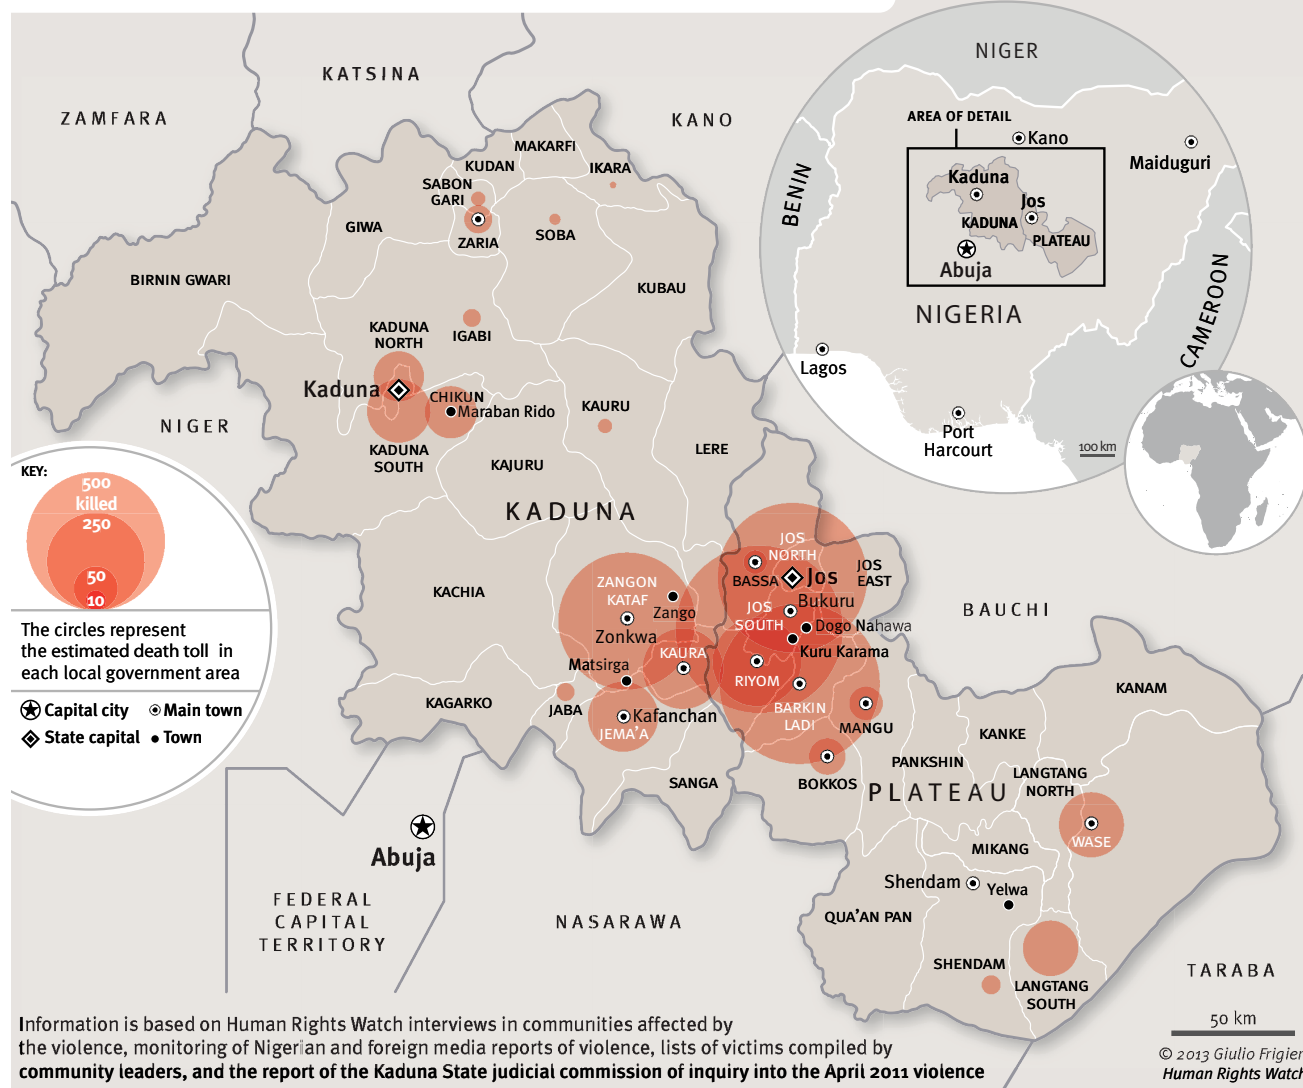 KATSINA
ZAMFARA
KANO
NIGER
AREA OF DETAIL
Kano
Maiduguri
BENIN
Kaduna
Jos
KADUNA
PLATEAU
Abuja
NIGERIA
CAMEROON
Lagos
Port
Harcourt
100 km
MAKARFI
KUDAN
IKARA
SABON
GARI
GIWA
ZARIA
SOBA
BIRNIN GWARI
KUBAU
KADUNA
NORTH
IGABI
Kaduna
CHIKUN
Maraban Rido
KAURU
NIGER
KADUNA
SOUTH
KAJURU
LERE
KADUNA
KEY:
500
killed
250
50
10
The circles represent
the estimated death toll in
each local government area
Capital city
Main town
State capital
Town
JOS
NORTH
BASSA
Jos
JOS
EAST
KACHIA
ZANGON
KATAF
Zango
Zonkwa
JOS
SOUTH
Bukuru
Dogo Nahawa
Kuru Karama
BAUCHI
KAURA
Matsirga
RIYOM
KAGARKO
JABA
Kafanchan
JEMA'A
BARKIN
LADI
MANGU
KANAM
KANKE
PANKSHIN
SANGA
BOKKOS
LANGTANG
NORTH
PLATEAU
WASE
MIKANG
Abuja
Shendam
Yelwa
FEDERAL
CAPITAL
TERRITORY
NASARAWA
QUA'AN PAN
SHENDAM
LANGTANG
SOUTH
TARABA
50 km
Information is based on Human Rights Watch interviews in communities affected by
the violence, monitoring of Nigerian and foreign media reports of violence, lists of victims compiled by
community leaders, and the report of the Kaduna State judicial commission of inquiry into the April 2011 violence
© 2013 Giulio Frigier
Human Rights Watch